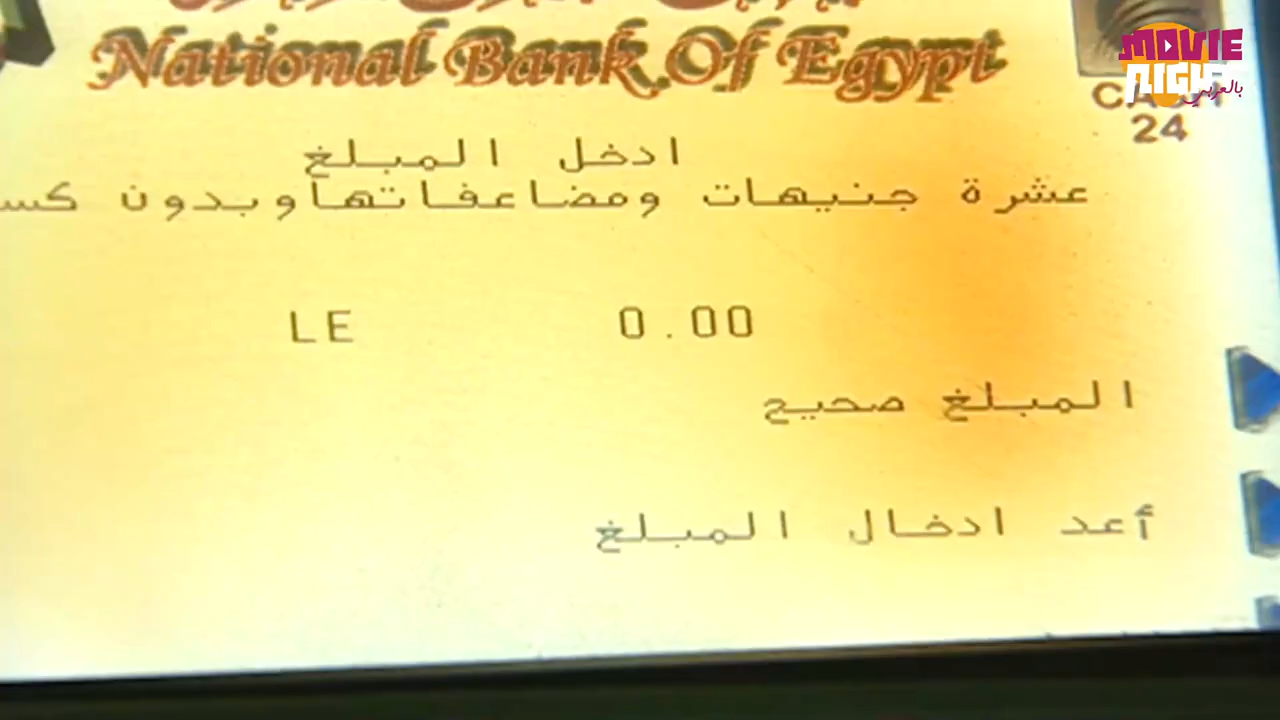 National Bank Of Egypt
MOVIE
NIGHT
بالعربي
24
ادخل المبلغ
عشرة جنيهات ومضاعفاتها وبدون
LE 0.00
المبلغ صحيح
أعد ادخال المبلغ